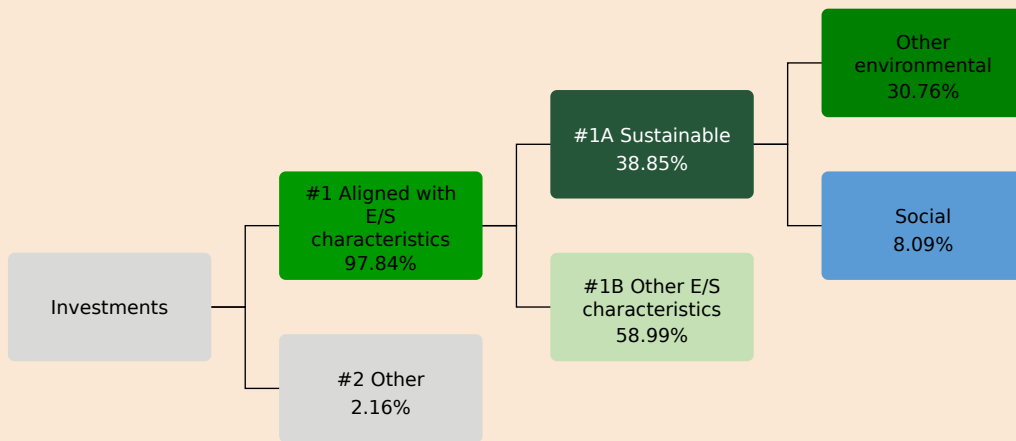 Investments
#1 Aligned with
E/S
characteristics
97.84%
#2 Other
2.16%
#1A Sustainable
38.85%
#1B Other E/S
characteristics
58.99%
Other
environmental
30.76%
Social
8.09%